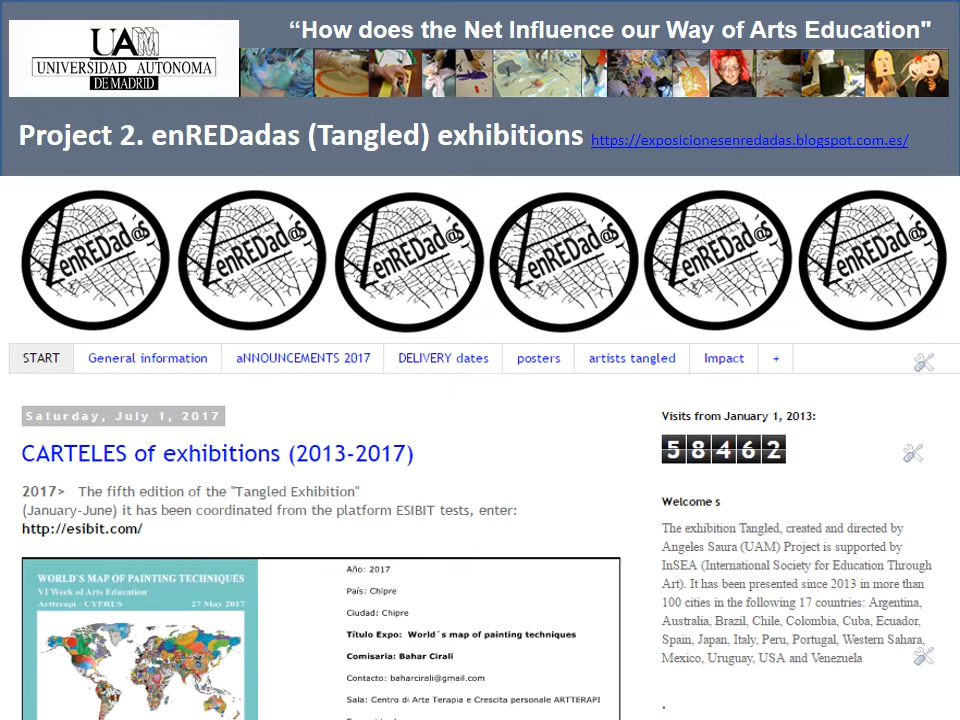 “How does the Net Influence our Way of Arts Education"
UAM
UNIVERSIDAD AUTONOMA
DE MADRID
Project 2. enREDadas (Tangled) exhibitions https://exposicionesenredadas.blogspot.com.es/
enREDad@s
enREDad@s
enREDad@s
enREDad@s
enREDad@s
enREDad@s
START General information aNNOUNCEMENTS 2017 DELIVERY dates posters artists tangled Impact +
Saturday, July 1, 2017
CARTELES of exhibitions (2013-2017)
2017> The fifth edition of the "Tangled Exhibition"
(January-June) it has been coordinated from the platform ESIBIT tests, enter:
http://esibit.com/
WORLD'S MAP OF PAINTING TECHNIQUES
VI Week of Arts Education
Artterapi - CYPRUS 27 May 2017
Año: 2017
País: Chipre
Ciudad: Chipre
Título Expo: World´s map of painting techniques
Comisaria: Bahar Cirali
Contacto: baharcirali@gmail.com
Sala: Centro di Arte Terapia e Crescita personale ARTTERAPI
Visits from January 1, 2013:
58462
Welcome s
The exhibition Tangled, created and directed by
Angeles Saura (UAM) Project is supported by
InSEA (International Society for Education Through
Art). It has been presented since 2013 in more than
100 cities in the following 17 countries: Argentina,
Australia, Brazil, Chile, Colombia, Cuba, Ecuador,
Spain, Japan, Italy, Peru, Portugal, Western Sahara,
Mexico, Uruguay, USA and Venezuela
.